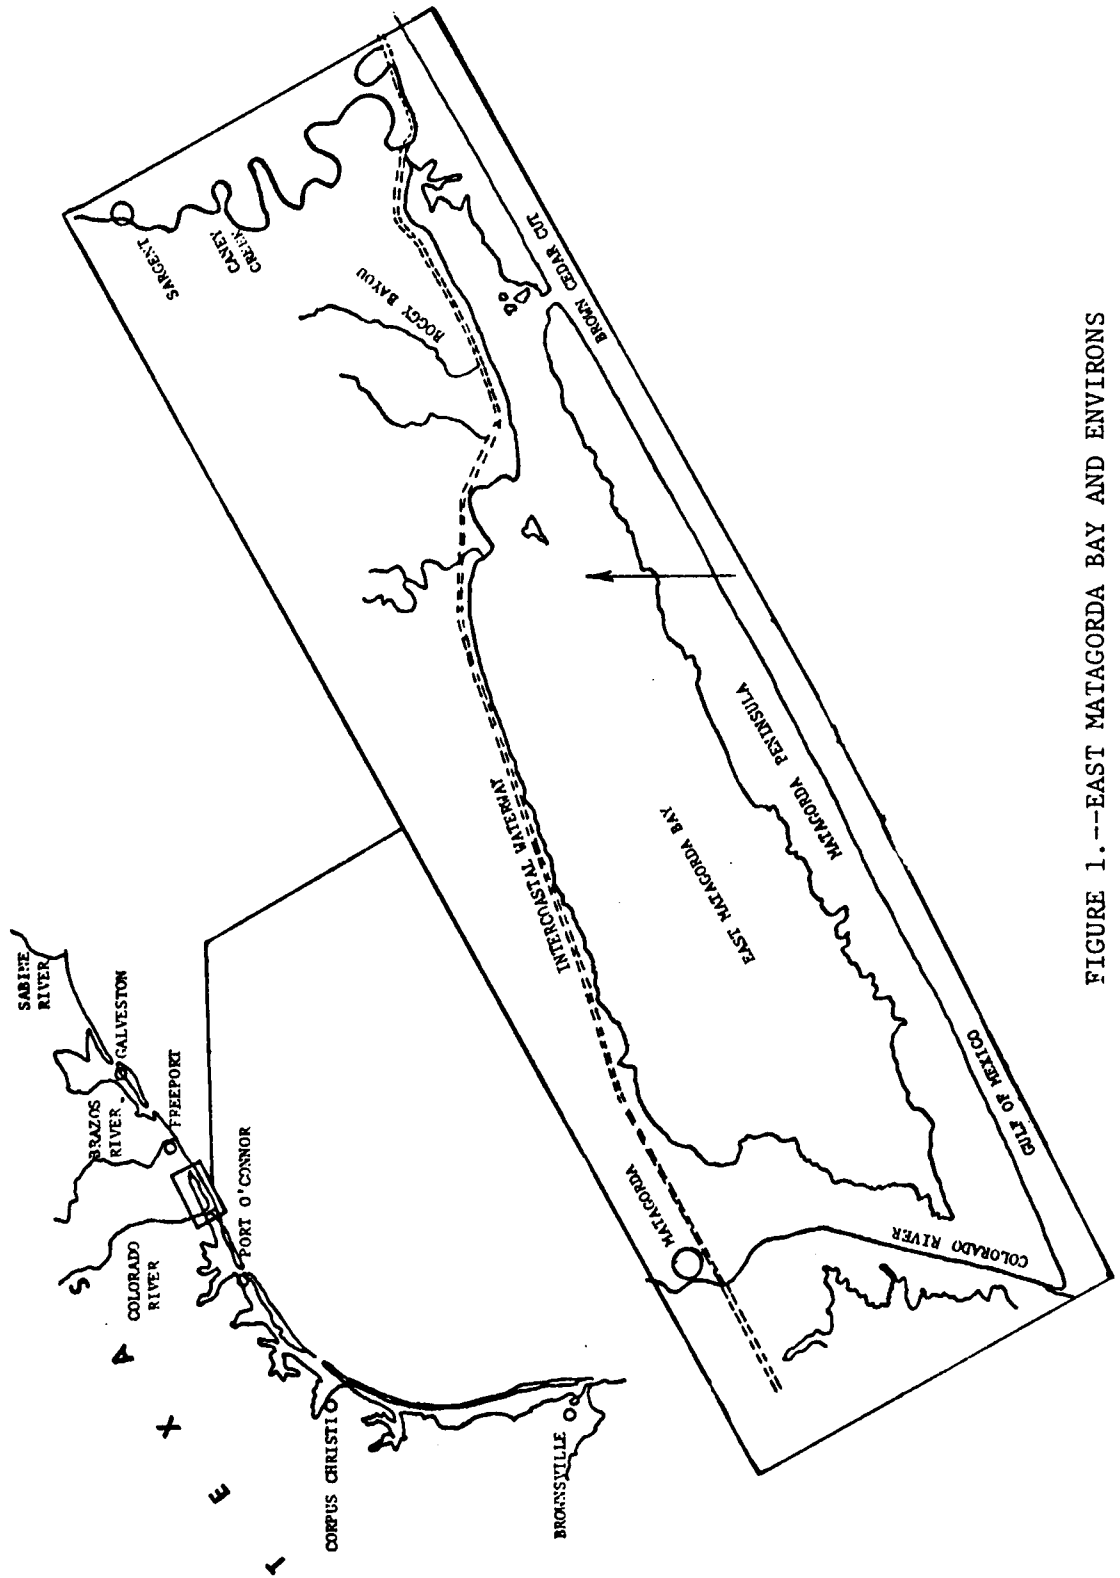 SABINE
RIVER
GALVESTON
BRAZOS
RIVER
FREEPORT
PORT O'CONNOR
COLORADO
RIVER
T E X A S
CORPUS CHRISTI
BROWNSVILLE
SARGENT
CANEY
CREEK
BOGGY BAYOU
BROWN CEDAR CUT
INTERCOASTAL WATERWAY
EAST MATAGORDA BAY
MATAGORDA PENINSULA
MATAGORDA
COLORADO RIVER
GULF OF MEXICO
FIGURE 1.--EAST MATAGORDA BAY AND ENVIRONS